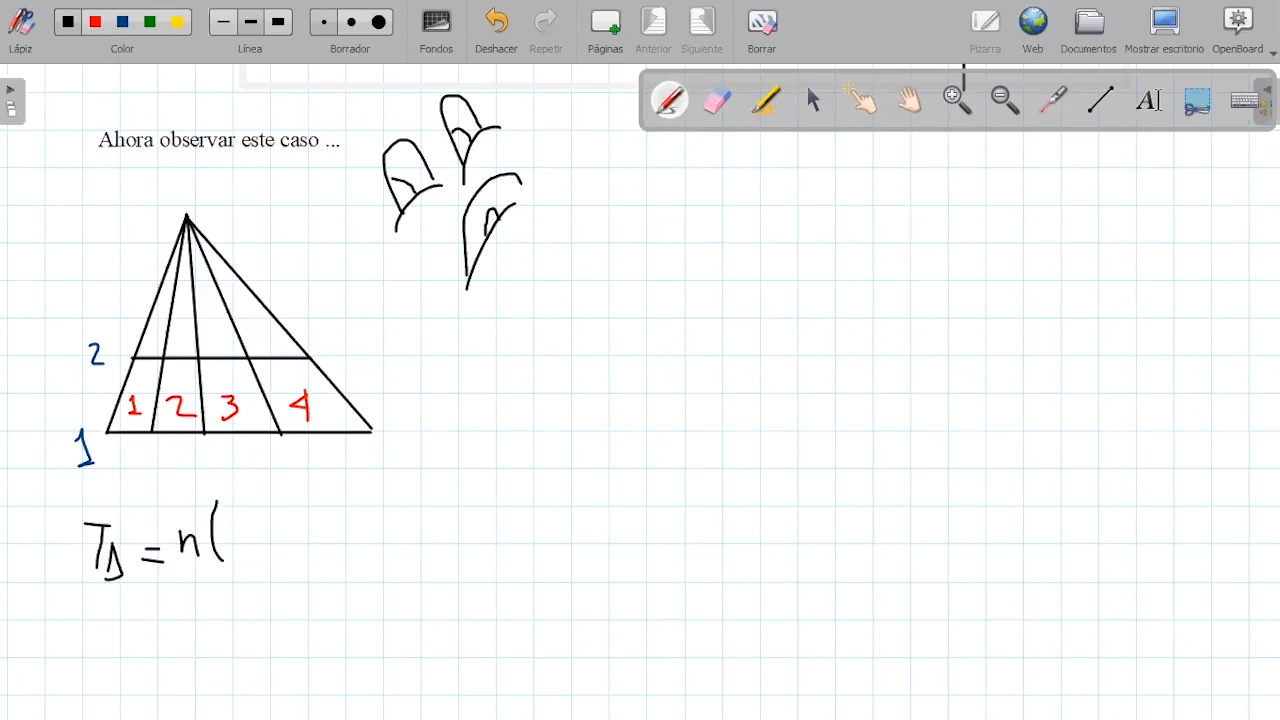 Lápiz Color Línea Borrador Fondos Deshacer Repetir Páginas Anterior Siguiente Borrar Pizarra Web Documentos Mostrar escritorio OpenBoard
A
Ahora observar este caso ...
2
1 2 3 4
1
TΔ = n(